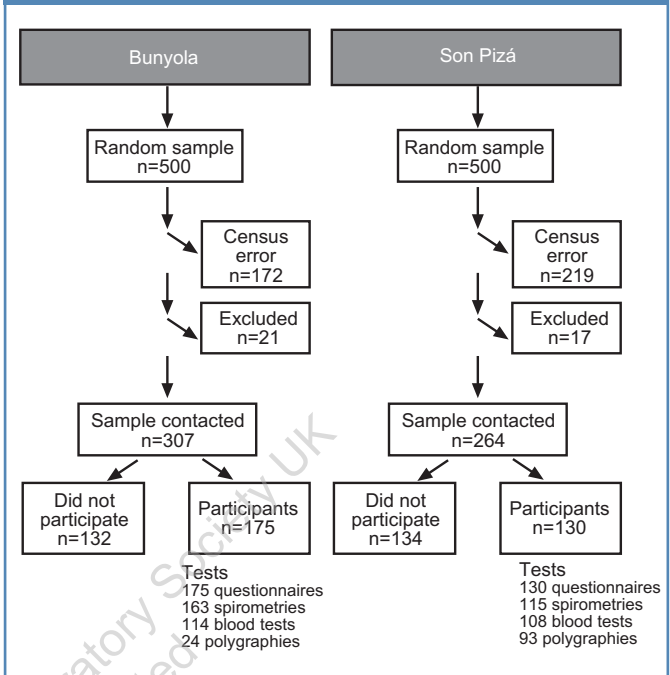 Bunyola
Random sample
n=500
Census
error
n=172
Excluded
n=21
Sample contacted
n=307
Did not
participate
n=132
Participants
n=175
Tests
175 questionnaires
163 spirometries
114 blood tests
24 polygraphies
Son Pizá
Random sample
n=500
Census
error
n=219
Excluded
n=17
Sample contacted
n=264
Did not
participate
n=134
Participants
n=130
Tests
130 questionnaires
115 spirometries
108 blood tests
93 polygraphies
Society UK